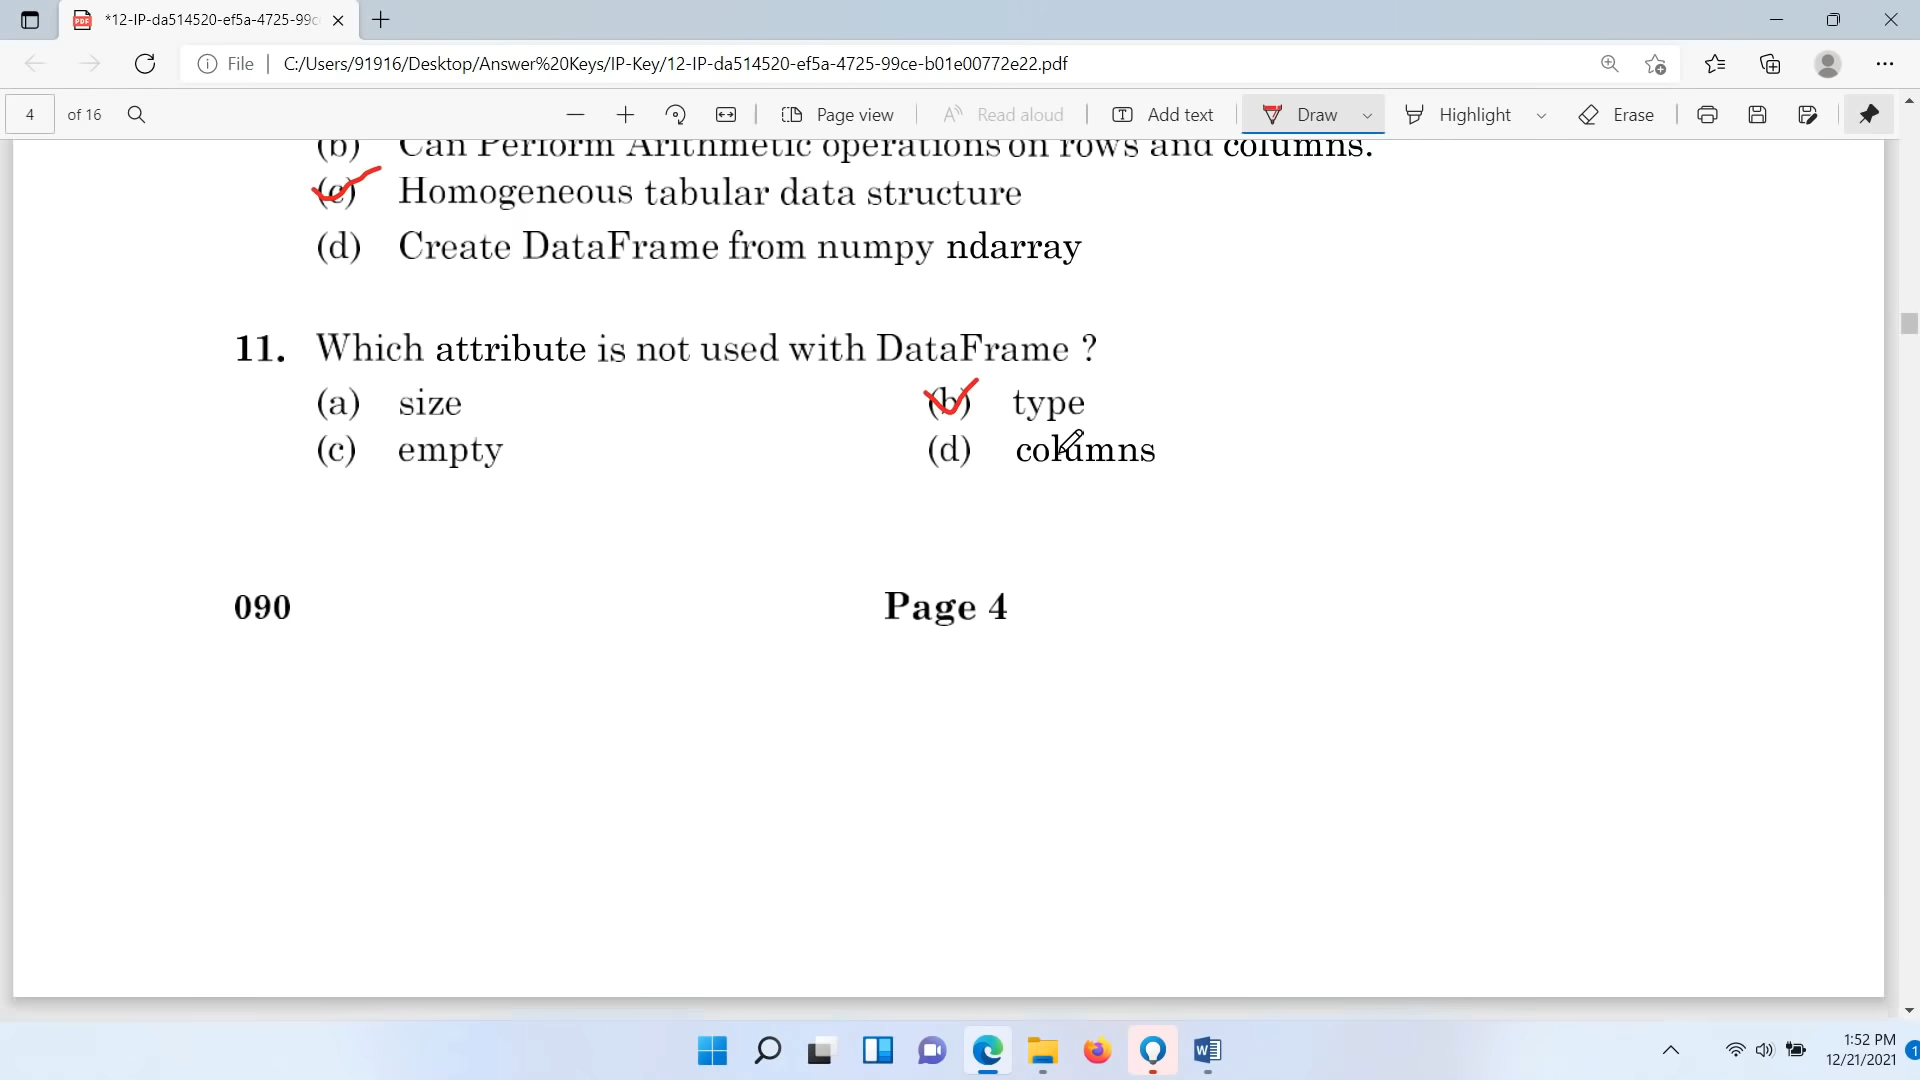 *12-IP-da514520-ef5a-4725-99c
File
C:/Users/91916/Desktop/Answer%20Keys/IP-Key/12-IP-da514520-ef5a-4725-99ce-b01e00772e22.pdf
4 of 16
Page view
Read aloud
Add text
Draw
Highlight
Erase
(b) Can Perform Arithmetic operations on rows and columns.
(c) Homogeneous tabular data structure
(d) Create DataFrame from numpy ndarray
11. Which attribute is not used with DataFrame ?
(a) size (b) type
(c) empty (d) columns
090 Page 4
1:52 PM
12/21/2021
1